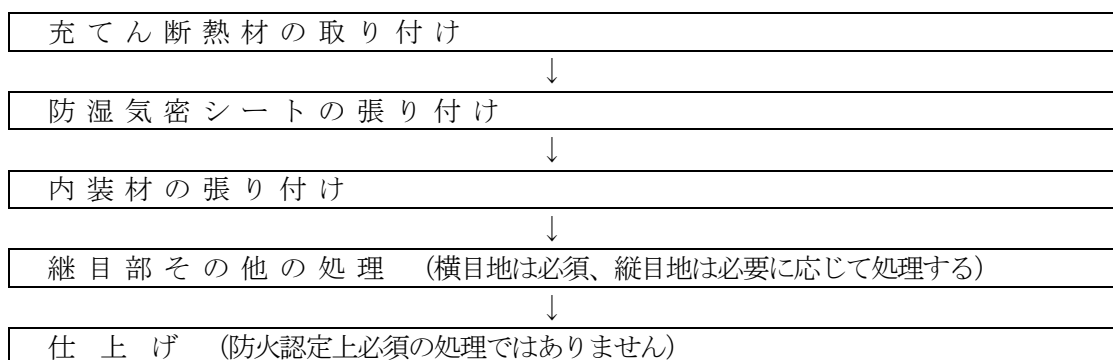 充てん断熱材の取り付け
↓
防湿気密シートの張り付け
↓
内装材の張り付け
↓
継目部その他の処理 （横目地は必須、縦目地は必要に応じて処理する）
↓
仕上げ （防火認定上必須の処理ではありません）